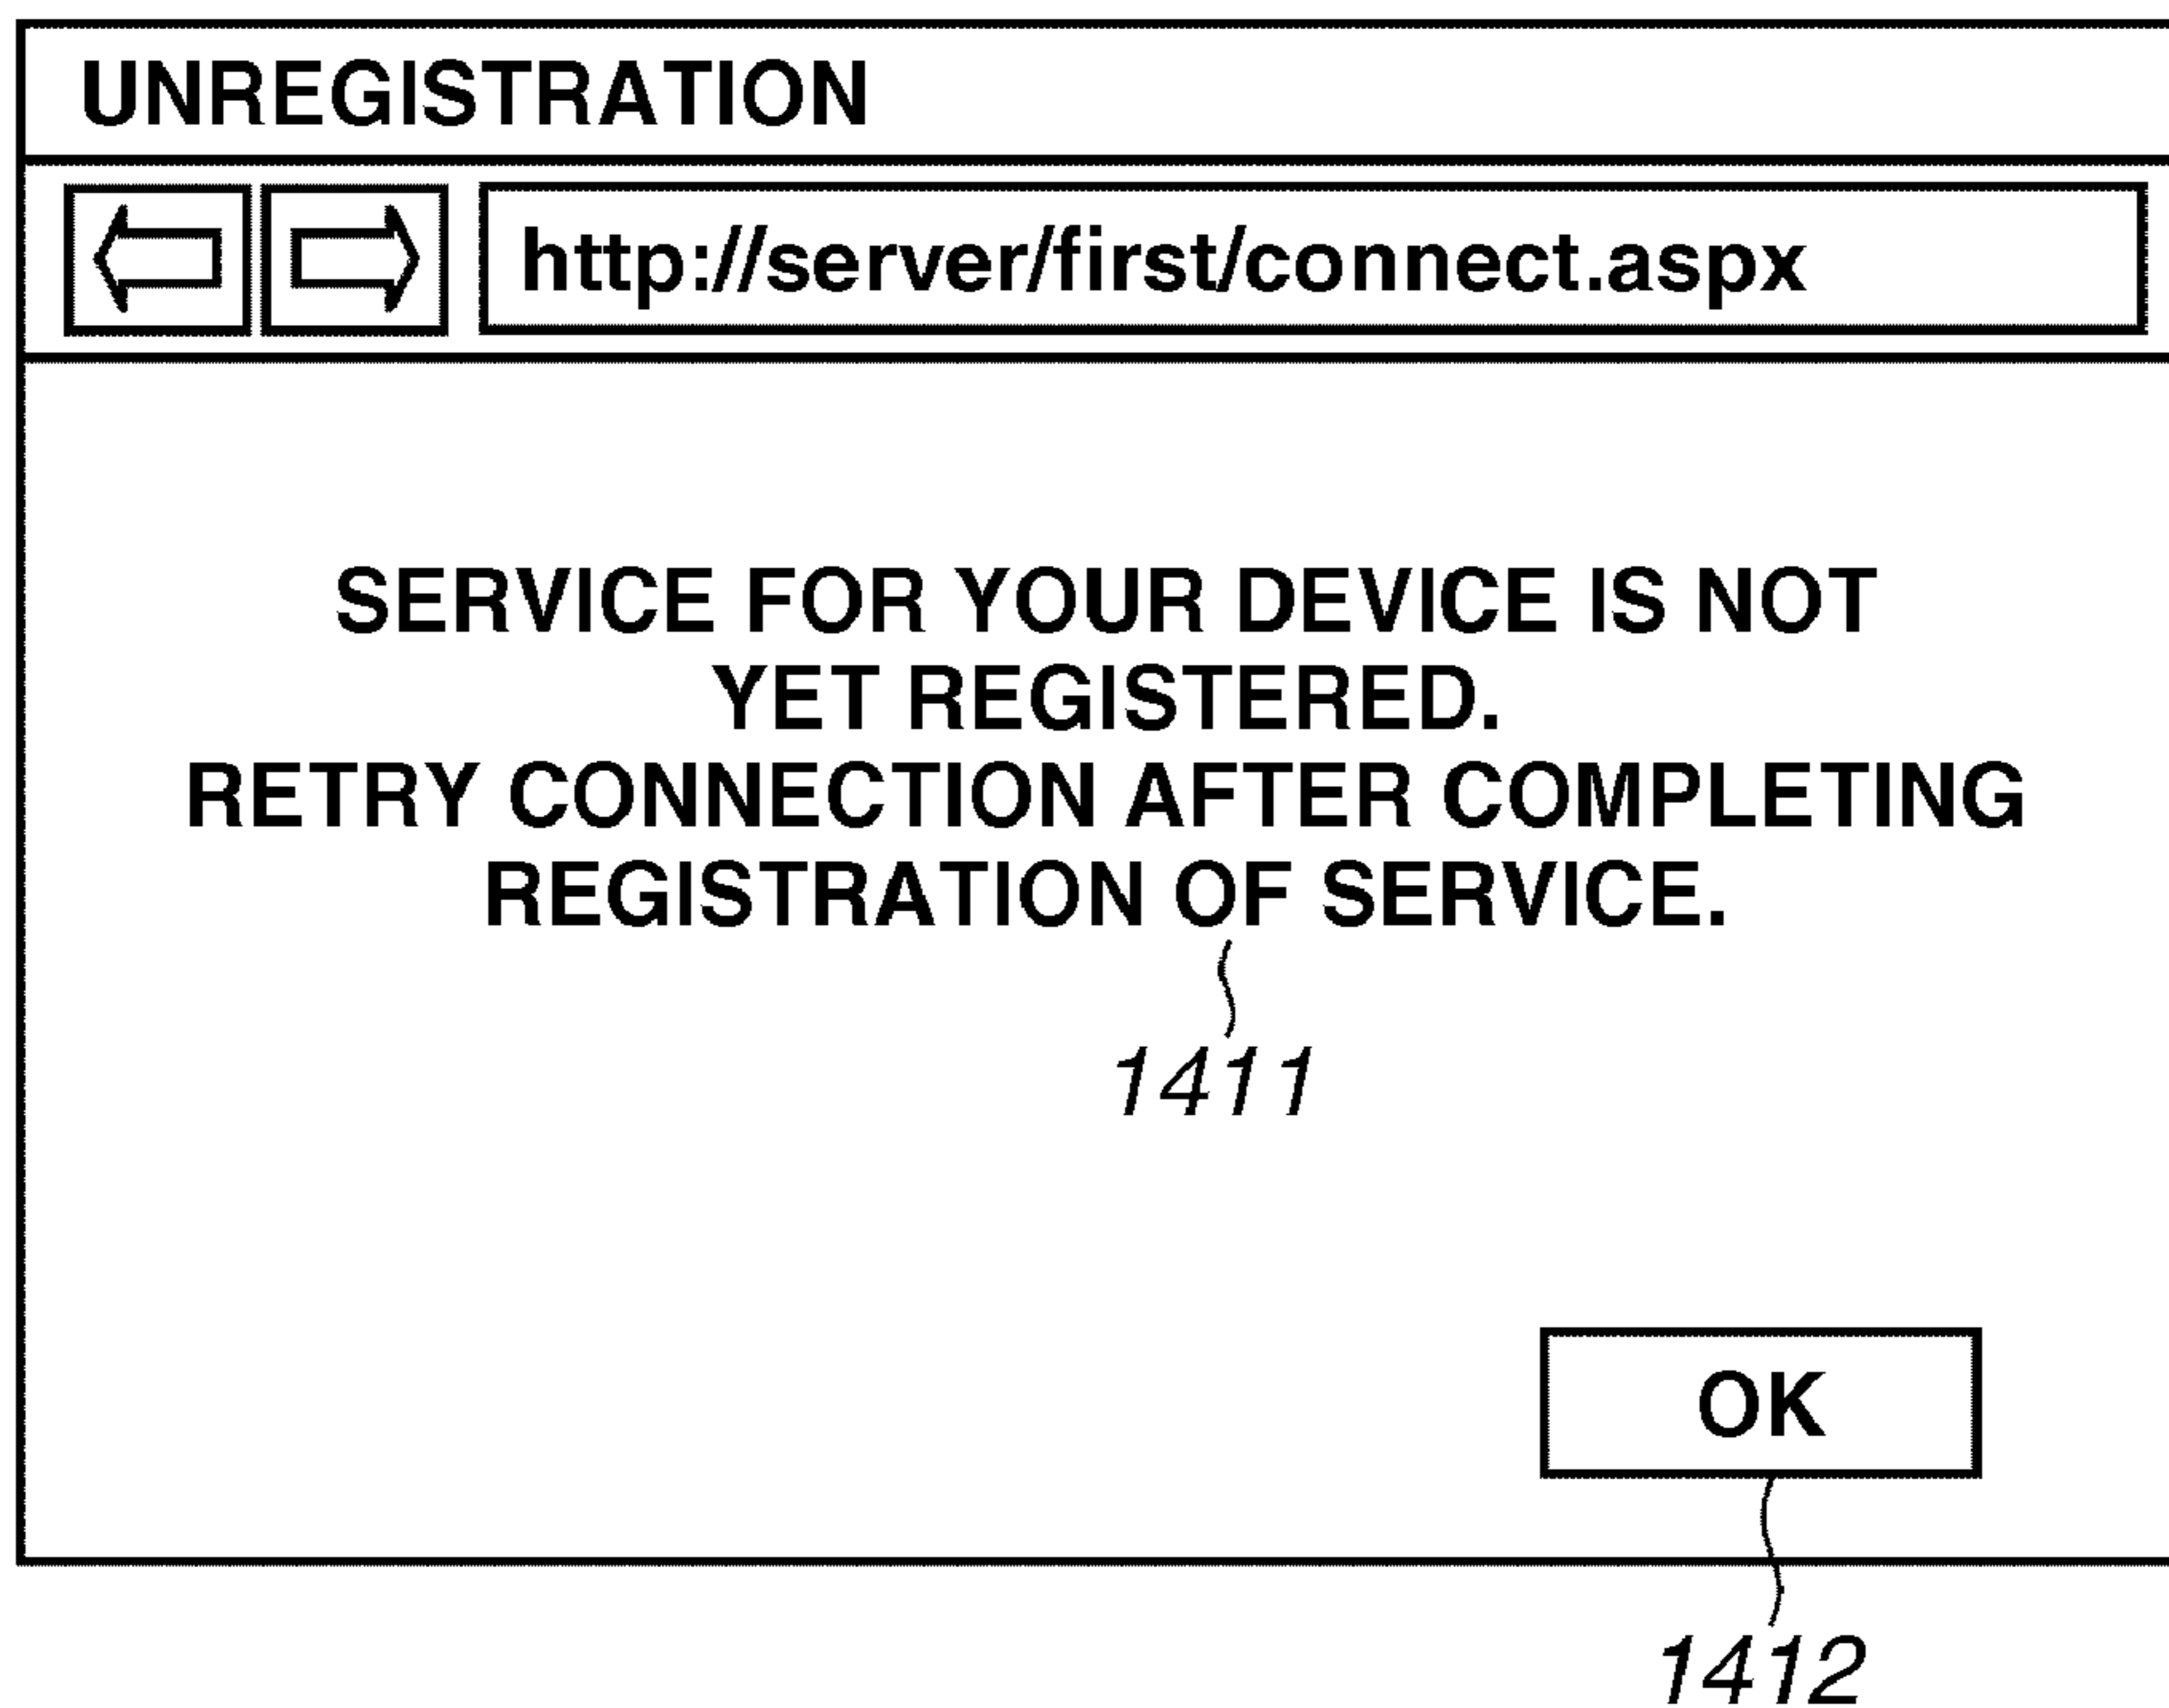 UNREGISTRATION
http://server/first/connect.aspx
SERVICE FOR YOUR DEVICE IS NOT
YET REGISTERED.
RETRY CONNECTION AFTER COMPLETING
REGISTRATION OF SERVICE.
1411
OK
1412